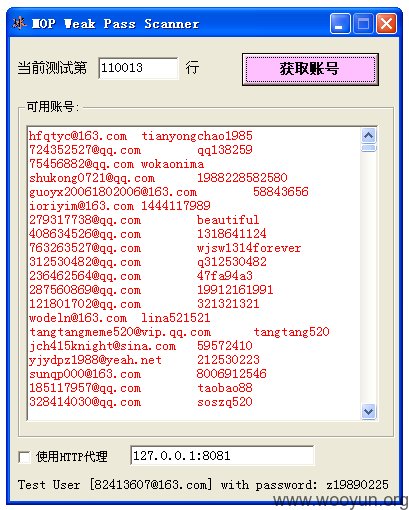 MOP Weak Pass Scanner
当前测试第 110013 行
获取账号
可用账号:
hfqtyc@163.com tianyongchao1985
724352527@qq.com qq138259
75456882@qq.com wokaonima
shukong0721@qq.com 1988228582580
guoyx20061802006@163.com 58843656
ioriyim@163.com 1444117989
279317738@qq.com beautiful
408634526@qq.com 1318641124
763263527@qq.com wjsw1314forever
312530482@qq.com q312530482
236462564@qq.com 47fa94a3
287560869@qq.com 19912161991
121801702@qq.com 321321321
wodeln@163.com lina521521
tangtangmeme520@vip.qq.com tangtang520
jch415knight@sina.com 59572410
yjydpz1988@yeah.net 212530223
sunqp000@163.com 8006912546
185117957@qq.com taobao88
328414030@qq.com soszq520
使用HTTP代理 127.0.0.1:8081
Test User [82413607@163.com] with password: z19890225
www.wooyun.org